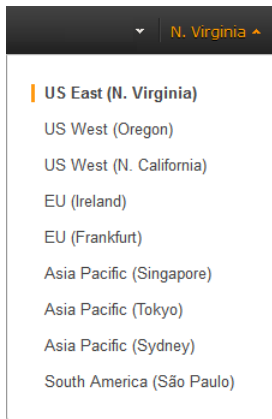 N. Virginia
US East (N. Virginia)
US West (Oregon)
US West (N. California)
EU (Ireland)
EU (Frankfurt)
Asia Pacific (Singapore)
Asia Pacific (Tokyo)
Asia Pacific (Sydney)
South America (São Paulo)